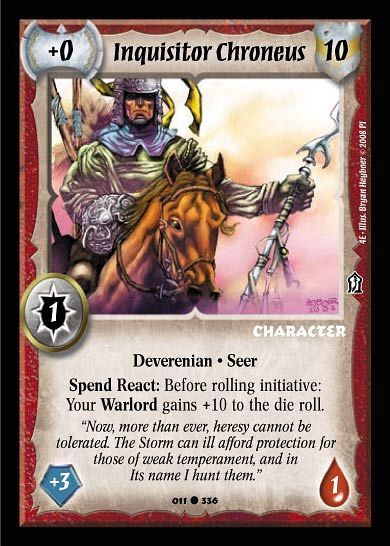 +0
Inquisitor Chroneus
10
4E • Illus. Bryan Heyboer © 2008 PI
1
CHARACTER
Deverenian • Seer
Spend React: Before rolling initiative:
Your Warlord gains +10 to the die roll.
“Now, more than ever, heresy cannot be
tolerated. The Storm can ill afford protection for
those of weak temperament, and in
Its name I hunt them.”
+3
1
011 ● 336